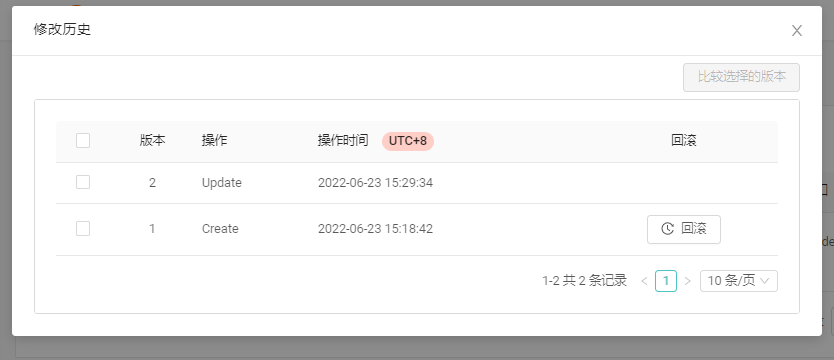 修改历史
比较选择的版本
版本 操作 操作时间 UTC+8 回滚
2 Update 2022-06-23 15:29:34
1 Create 2022-06-23 15:18:42 回滚
1-2 共 2 条记录 < 1 > 10 条/页
de